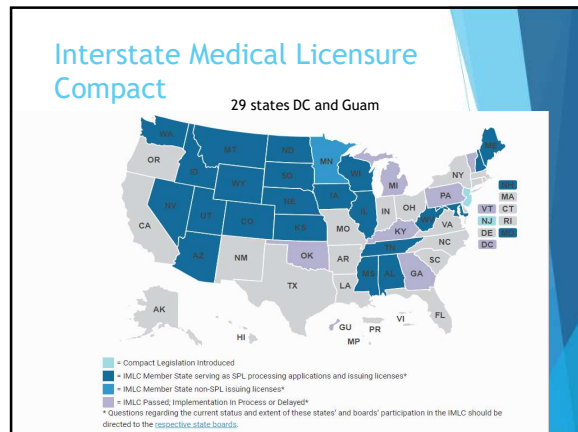 Interstate Medical Licensure
Compact
29 states DC and Guam
WA
MT
ND
MN
ME
OR
ID
WY
SD
WI
MI
NY
NH
MA
VT
CT
NJ
RI
DE
MD
DC
NV
UT
CO
NE
IA
IL
IN
OH
PA
CA
KS
MO
KY
WV
VA
AZ
NM
OK
AR
TN
NC
SC
TX
LA
MS
AL
GA
FL
AK
HI
GU
PR
VI
MP
= Compact Legislation Introduced
= IMLC Member State serving as SPL processing applications and issuing licenses*
= IMLC Member State non-SPL issuing licenses*
= IMLC Passed; Implementation In Process or Delayed*
* Questions regarding the current status and extent of these states' and boards' participation in the IMLC should be
directed to the respective state boards.